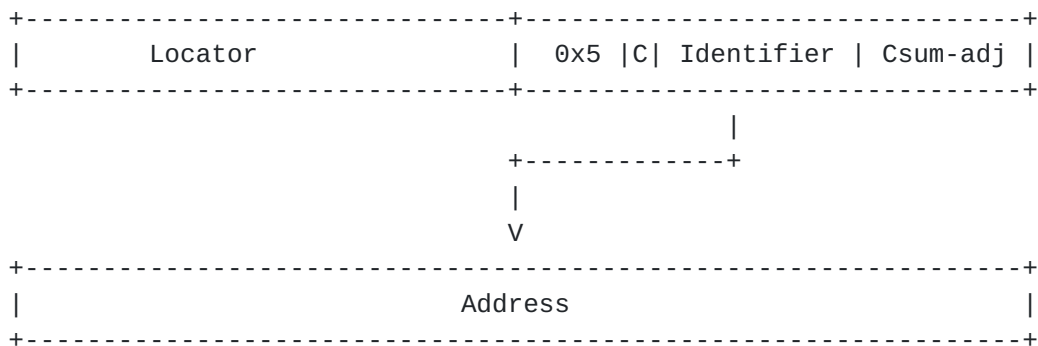 Locator 0x5 |C| Identifier | Csum-adj
Address